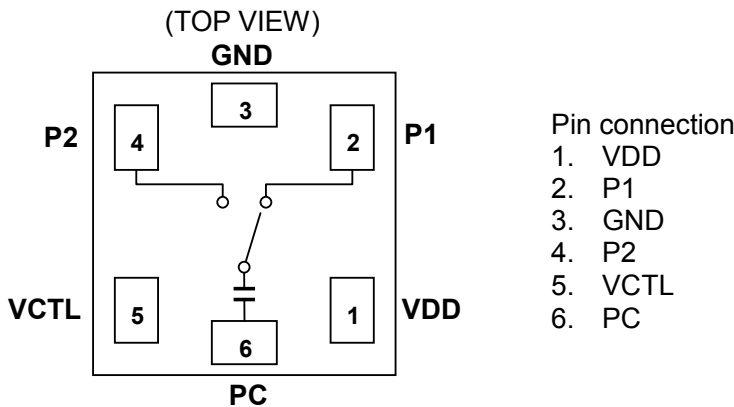 (TOP VIEW)
GND
3
P2 4 2 P1
VCTL 5 1 VDD
6
PC
Pin connection
1. VDD
2. P1
3. GND
4. P2
5. VCTL
6. PC